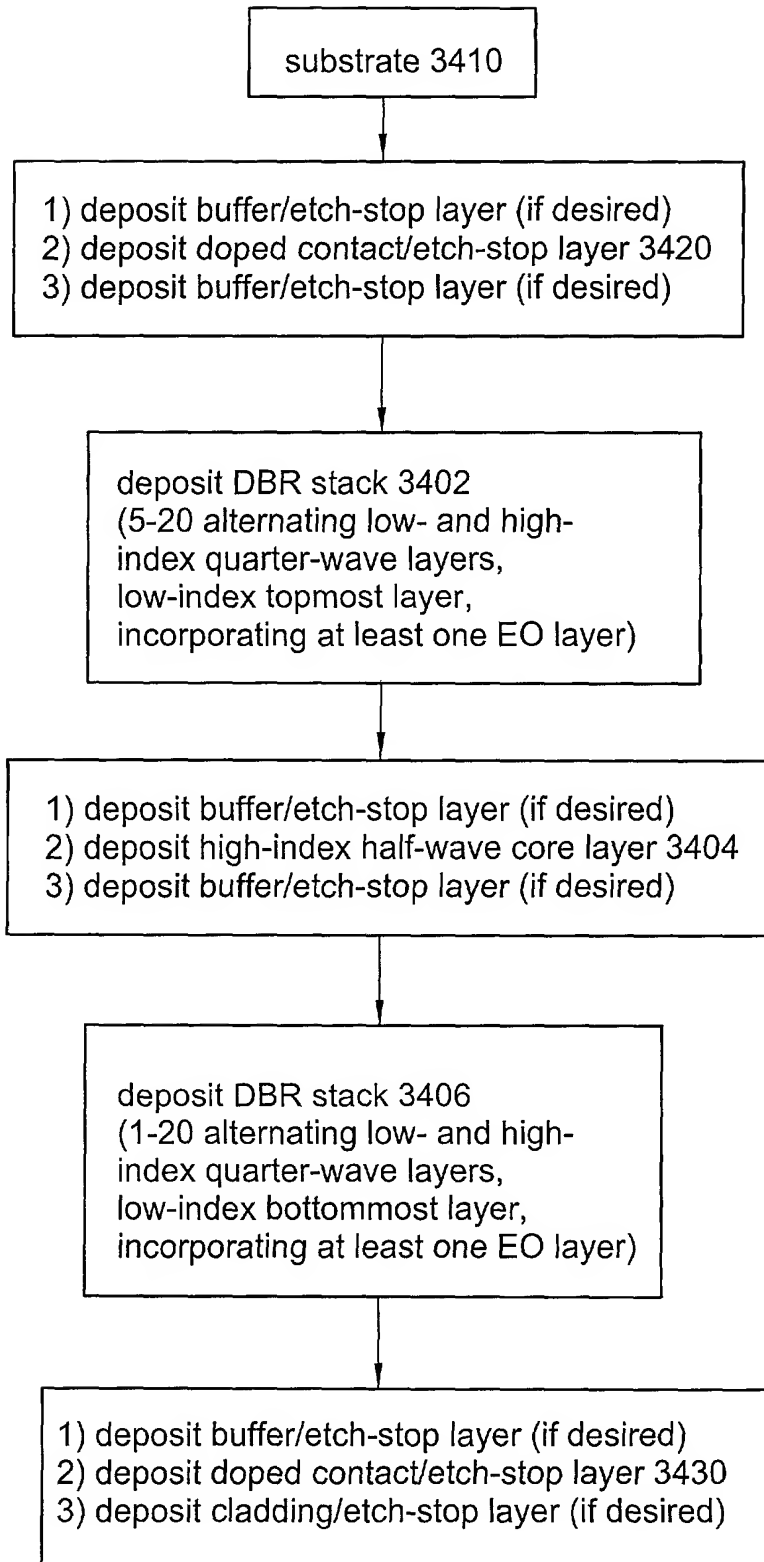 substrate 3410
1) deposit buffer/etch-stop layer (if desired)
2) deposit doped contact/etch-stop layer 3420
3) deposit buffer/etch-stop layer (if desired)
deposit DBR stack 3402
(5-20 alternating low- and high-
index quarter-wave layers,
low-index topmost layer,
incorporating at least one EO layer)
1) deposit buffer/etch-stop layer (if desired)
2) deposit high-index half-wave core layer 3404
3) deposit buffer/etch-stop layer (if desired)
deposit DBR stack 3406
(1-20 alternating low- and high-
index quarter-wave layers,
low-index bottommost layer,
incorporating at least one EO layer)
1) deposit buffer/etch-stop layer (if desired)
2) deposit doped contact/etch-stop layer 3430
3) deposit cladding/etch-stop layer (if desired)